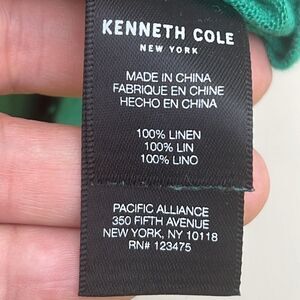 KENNETH COLE
NEW YORK
MADE IN CHINA
FABRIQUE EN CHINE
HECHO EN CHINA
100% LINEN
100% LIN
100% LINO
PACIFIC ALLIANCE
350 FIFTH AVENUE
NEW YORK, NY 10118
RN# 123475